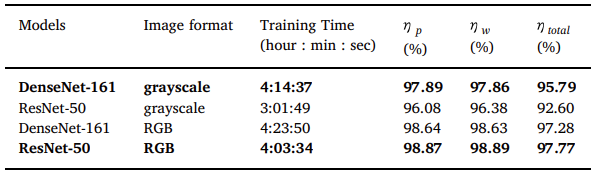 Models Image format Training Time η p η w η total
(hour : min : sec) (%) (%) (%)
DenseNet-161 grayscale 4:14:37 97.89 97.86 95.79
ResNet-50 grayscale 3:01:49 96.08 96.38 92.60
DenseNet-161 RGB 4:23:50 98.64 98.63 97.28
ResNet-50 RGB 4:03:34 98.87 98.89 97.77